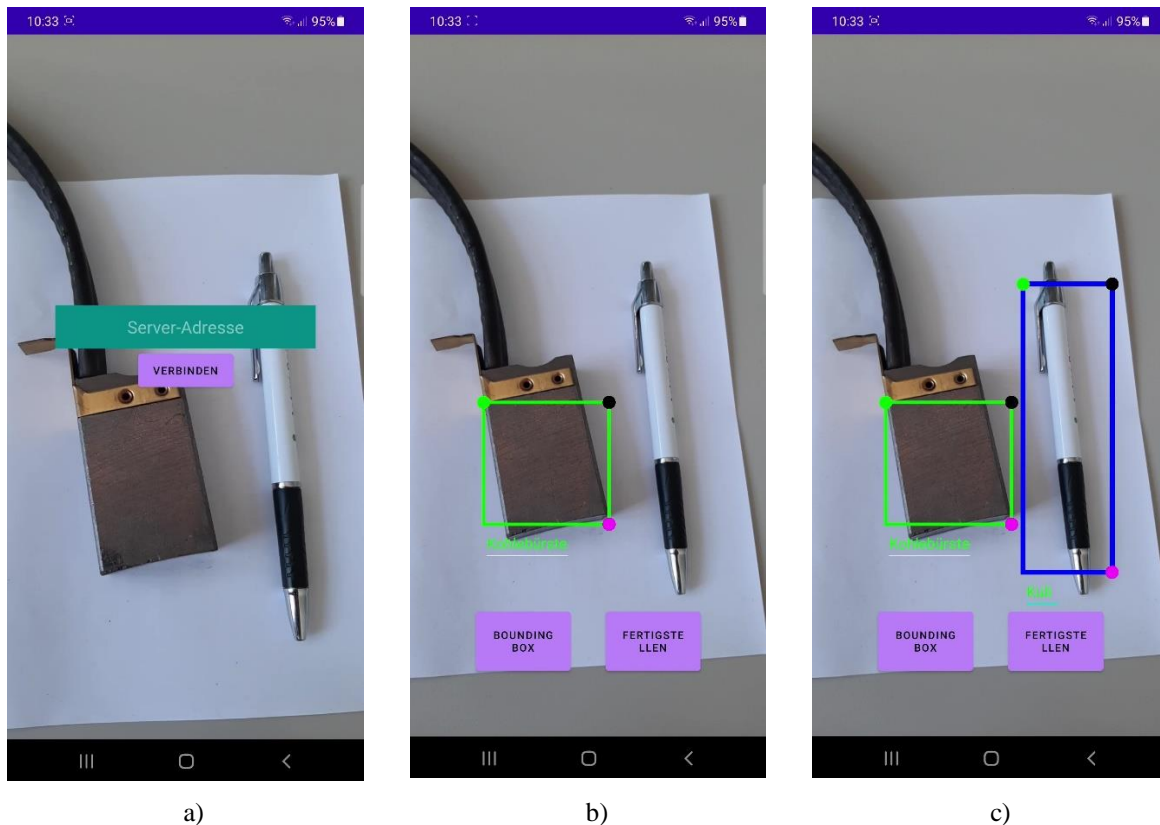 10:33 95%
Server-Adresse
VERBINDEN
a)
10:33 95%
Kohlebürste
BOUNDING
BOX
FERTIGSTE
LLEN
b)
10:33 95%
Kohlebürste
Kuli
BOUNDING
BOX
FERTIGSTE
LLEN
c)